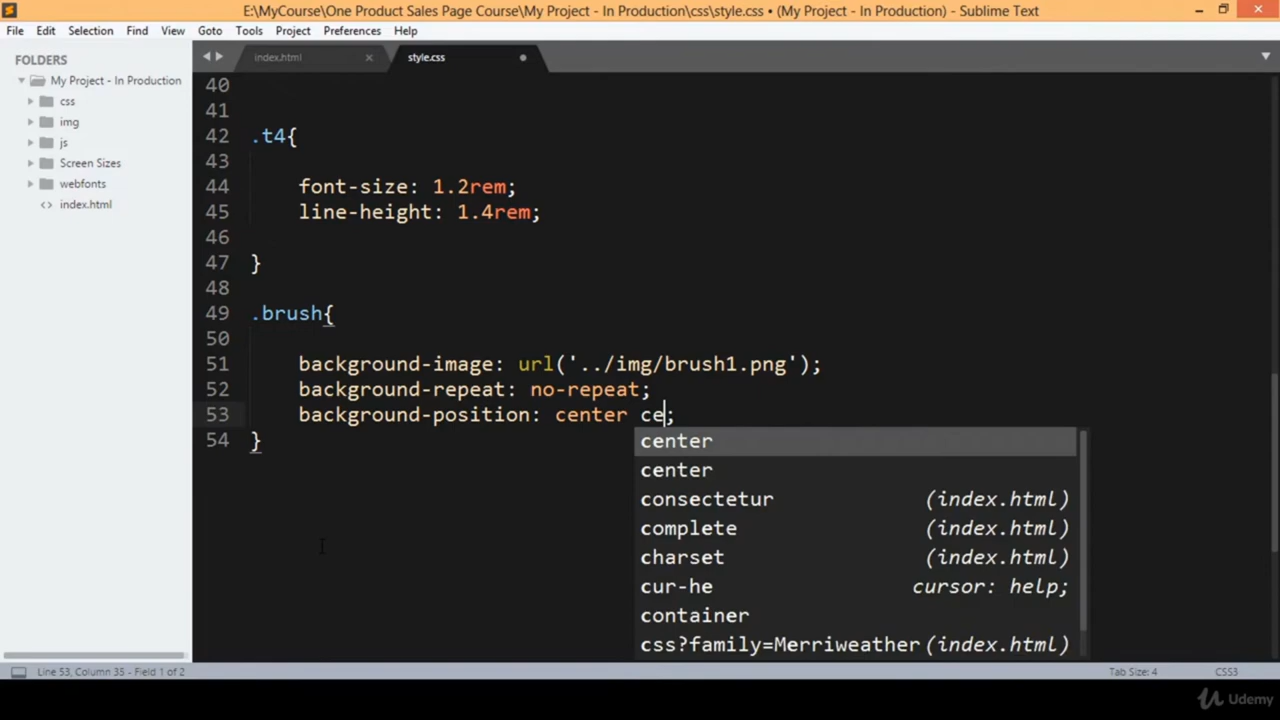 E:\MyCourse\One Product Sales Page Course\My Project - In Production\css\style.css • (My Project - In Production) - Sublime Text
File Edit Selection Find View Goto Tools Project Preferences Help
FOLDERS
My Project - In Production
css
img
js
Screen Sizes
webfonts
<> index.html
index.html × style.css
40
41
42 .t4{
43
44 font-size: 1.2rem;
45 line-height: 1.4rem;
46
47 }
48
49 .brush{
50
51 background-image: url('../img/brush1.png');
52 background-repeat: no-repeat;
53 background-position: center ce;
54 }
center
center
consectetur (index.html)
complete (index.html)
charset (index.html)
cur-he cursor: help;
container
css?family=Merriweather (index.html)
Line 53, Column 35 - Field 1 of 2 Tab Size: 4 CSS3
Udemy